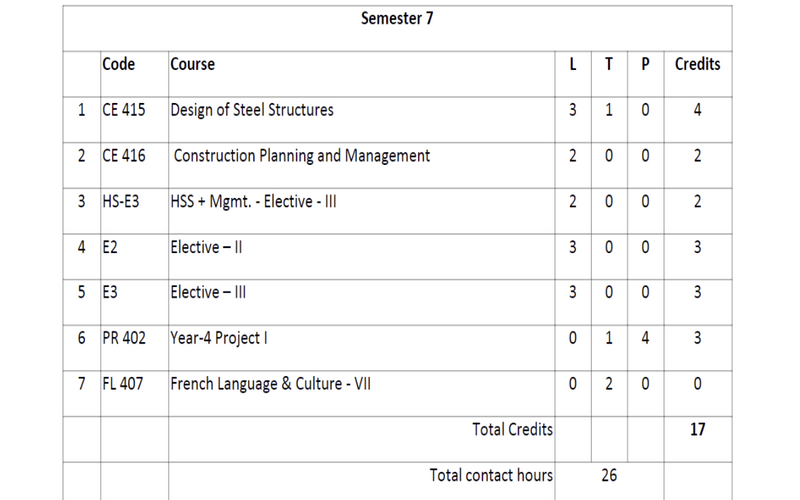 Semester 7
Code Course L T P Credits
1 CE 415 Design of Steel Structures 3 1 0 4
2 CE 416 Construction Planning and Management 2 0 0 2
3 HS-E3 HSS + Mgmt. - Elective - III 2 0 0 2
4 E2 Elective – II 3 0 0 3
5 E3 Elective – III 3 0 0 3
6 PR 402 Year-4 Project I 0 1 4 3
7 FL 407 French Language & Culture - VII 0 2 0 0
Total Credits 17
Total contact hours 26